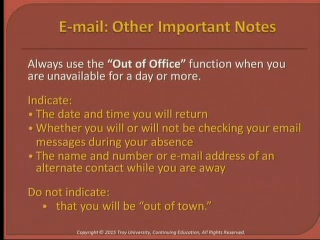 E-mail: Other Important Notes
Always use the “Out of Office” function when you
are unavailable for a day or more.
Indicate:
• The date and time you will return
• Whether you will or will not be checking your email
messages during your absence
• The name and number or e-mail address of an
alternate contact while you are away
Do not indicate:
• that you will be “out of town.”
Copyright © 2015 Troy University, Continuing Education, All Rights Reserved.